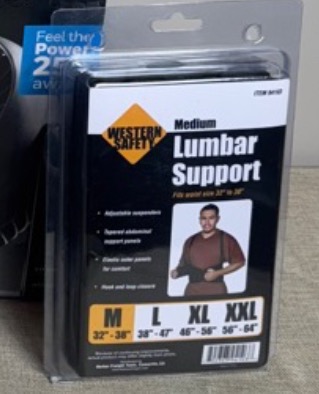 Feel the
Power
25
WESTERN
SAFETY
Medium
Lumbar
Support
Fits waist size 32" to 38"
• Adjustable suspenders
• Tapered abdominal
support panels
• Elastic outer panels
for comfort
• Hook and loop closure
M L XL XXL
32" - 38" 38" - 47" 46" - 56" 56" - 64"